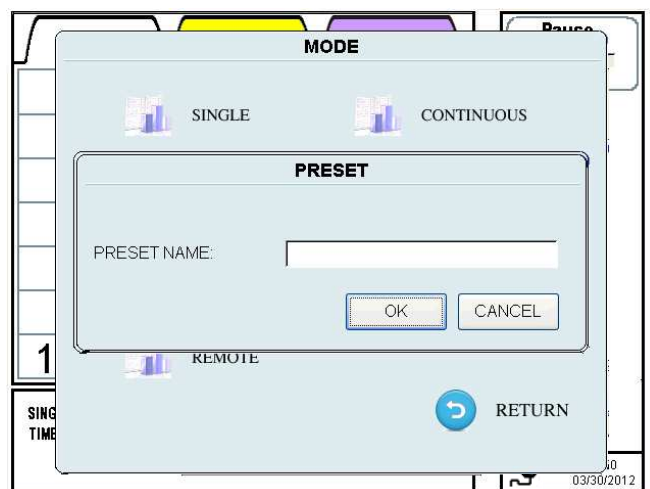 Pause
MODE
SINGLE CONTINUOUS
PRESET
PRESET NAME:
OK CANCEL
1
REMOTE
RETURN
SING
TIME
03/30/2012